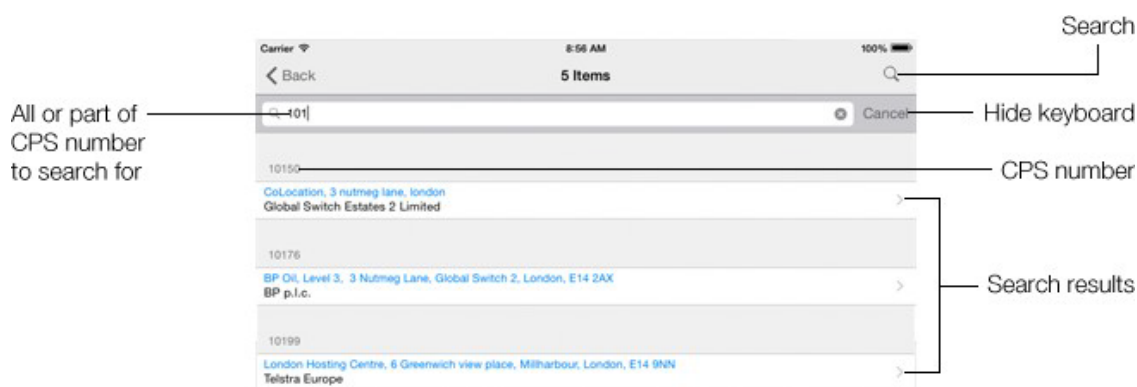 Search
Carrier 8:56 AM 100%
Back 5 Items
All or part of
CPS number
to search for
101 Cancel
Hide keyboard
10150
CPS number
CoLocation, 3 nutmeg lane, london
Global Switch Estates 2 Limited
10176
BP Oil, Level 3, 3 Nutmeg Lane, Global Switch 2, London, E14 2AX
BP p.l.c.
Search results
10199
London Hosting Centre, 6 Greenwich view place, Millharbour, London, E14 9NN
Telstra Europe